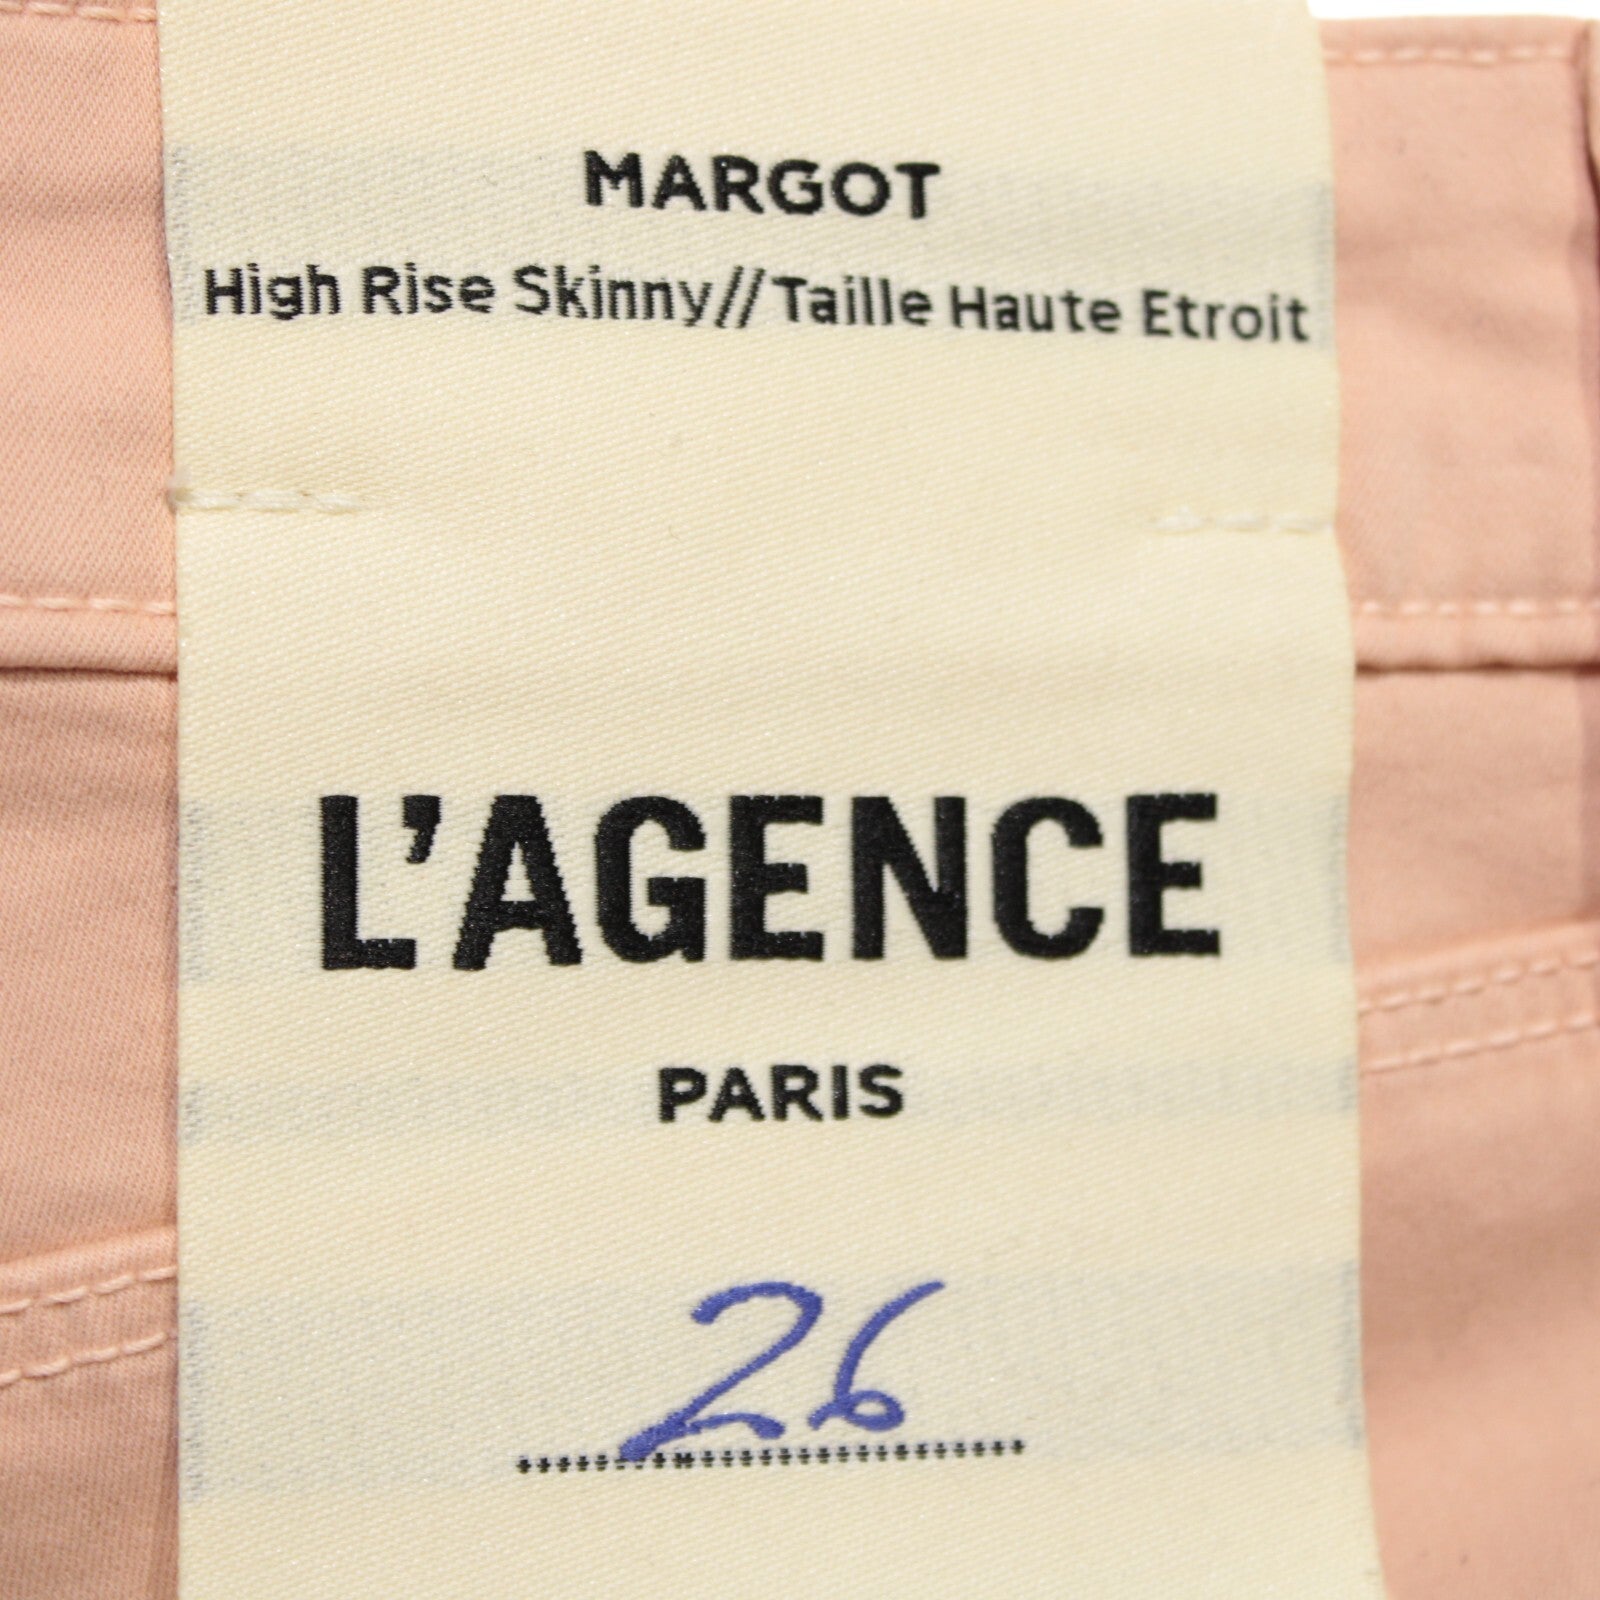 MARGOT
High Rise Skinny//Taille Haute Etroit
L'AGENCE
PARIS
26